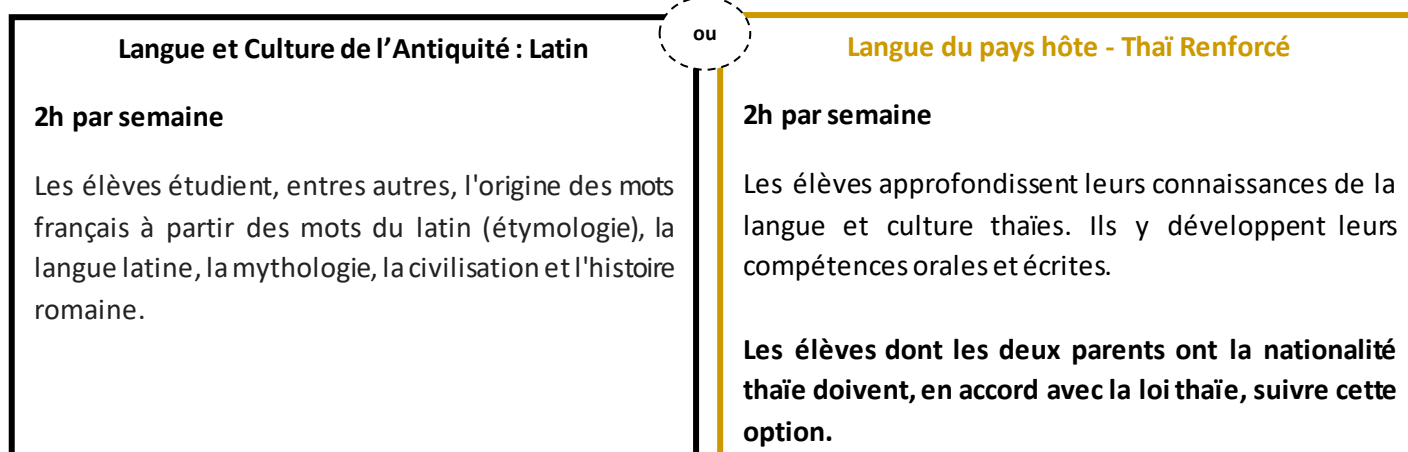 Langue et Culture de l’Antiquité : Latin
2h par semaine
Les élèves étudient, entres autres, l'origine des mots
français à partir des mots du latin (étymologie), la
langue latine, la mythologie, la civilisation et l'histoire
romaine.
ou
Langue du pays hôte - Thaï Renforcé
2h par semaine
Les élèves approfondissent leurs connaissances de la
langue et culture thaïes. Ils y développent leurs
compétences orales et écrites.
Les élèves dont les deux parents ont la nationalité
thaïe doivent, en accord avec la loi thaïe, suivre cette
option.